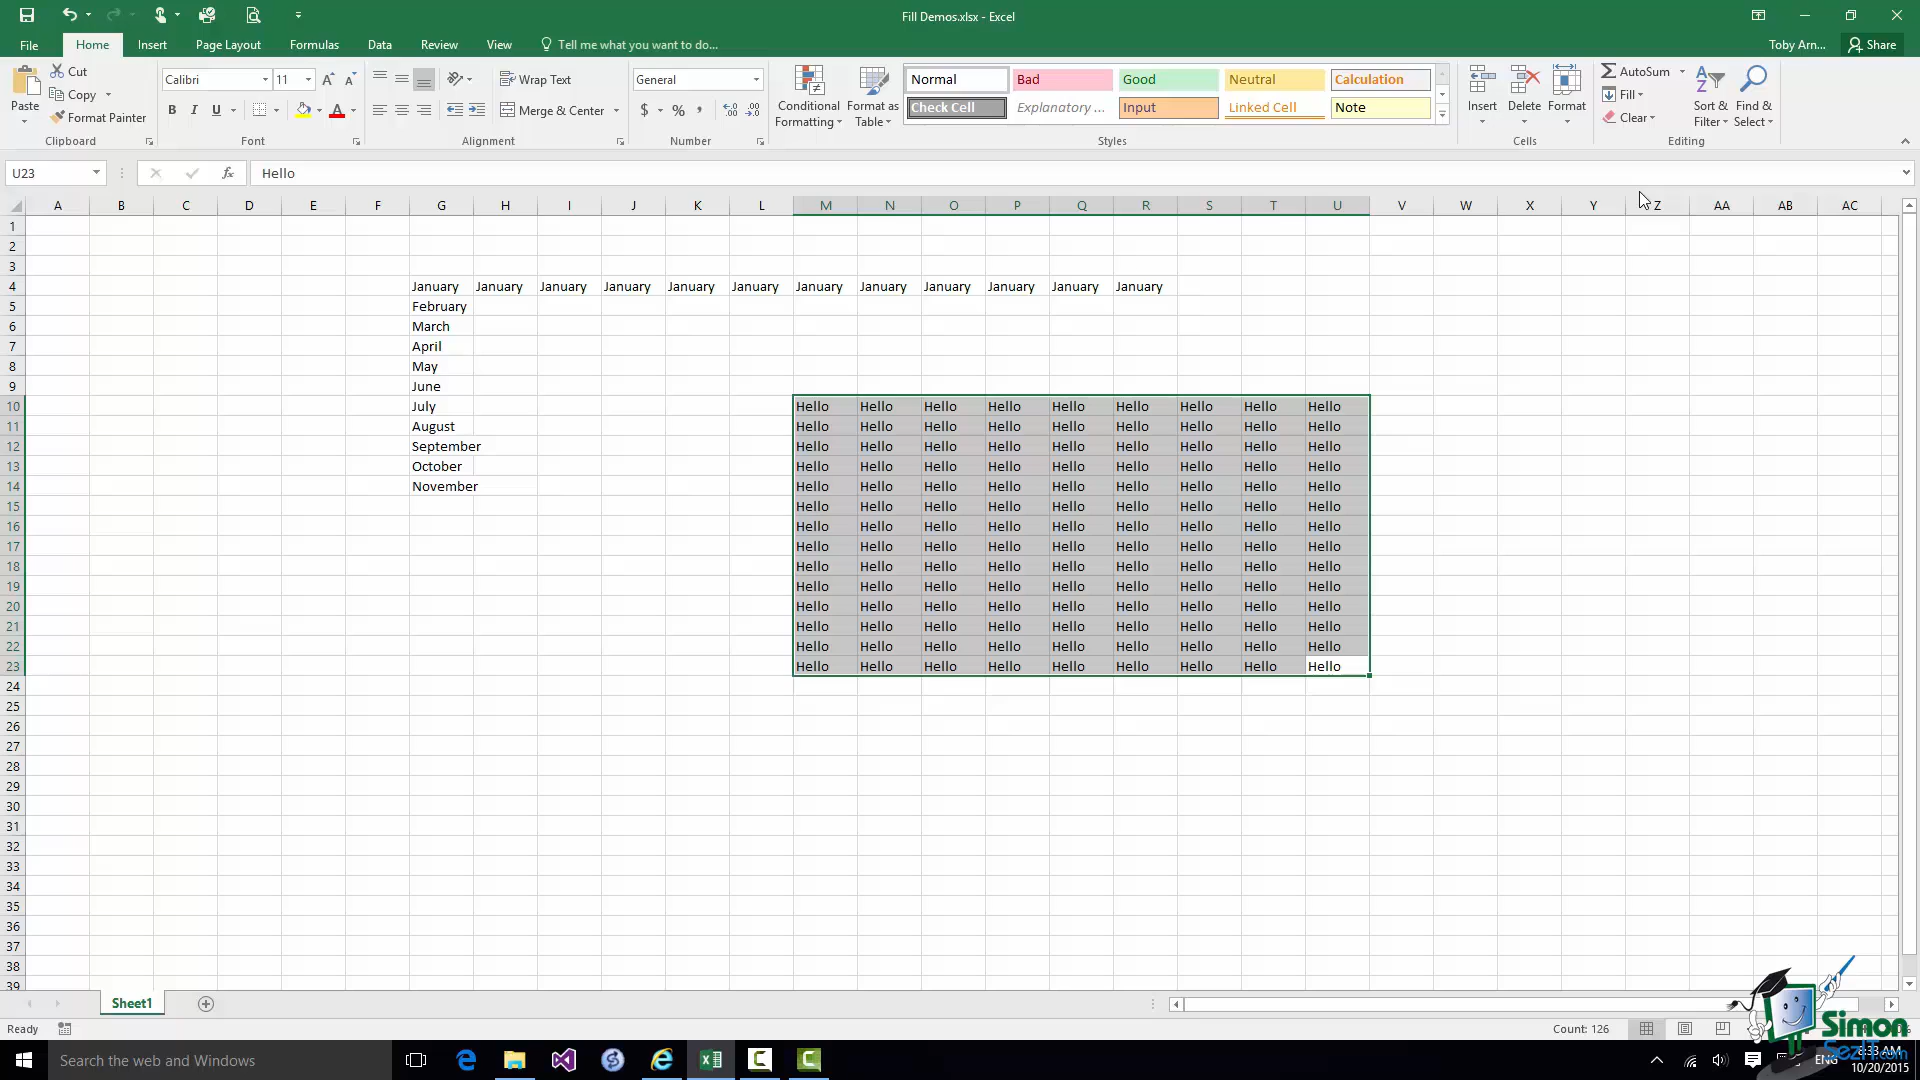 Fill Demos.xlsx - Excel
File Home Insert Page Layout Formulas Data Review View Tell me what you want to do... Toby Arn... Share
Paste
Cut
Copy
Format Painter
Clipboard
Calibri 11
B I U
Font
Wrap Text
Merge & Center
Alignment
General
$ %
Number
Conditional Formatting
Format as Table
Normal Bad Good Neutral Calculation
Check Cell Explanatory ... Input Linked Cell Note
Styles
Insert Delete Format
Cells
AutoSum
Fill
Clear
Sort & Filter
Find & Select
Editing
U23 fx Hello
A B C D E F G H I J K L M N O P Q R S T U V W X Y Z AA AB AC
1
2
3
4 January January January January January January January January January January January January
5 February
6 March
7 April
8 May
9 June
10 July Hello Hello Hello Hello Hello Hello Hello Hello Hello
11 August Hello Hello Hello Hello Hello Hello Hello Hello Hello
12 September Hello Hello Hello Hello Hello Hello Hello Hello Hello
13 October Hello Hello Hello Hello Hello Hello Hello Hello Hello
14 November Hello Hello Hello Hello Hello Hello Hello Hello Hello
15 Hello Hello Hello Hello Hello Hello Hello Hello Hello
16 Hello Hello Hello Hello Hello Hello Hello Hello Hello
17 Hello Hello Hello Hello Hello Hello Hello Hello Hello
18 Hello Hello Hello Hello Hello Hello Hello Hello Hello
19 Hello Hello Hello Hello Hello Hello Hello Hello Hello
20 Hello Hello Hello Hello Hello Hello Hello Hello Hello
21 Hello Hello Hello Hello Hello Hello Hello Hello Hello
22 Hello Hello Hello Hello Hello Hello Hello Hello Hello
23 Hello Hello Hello Hello Hello Hello Hello Hello Hello
24
25
26
27
28
29
30
31
32
33
34
35
36
37
38
39
Sheet1
Ready Count: 126
Simon
SezIT.com
Search the web and Windows
ENG
8:33 AM
10/20/2015